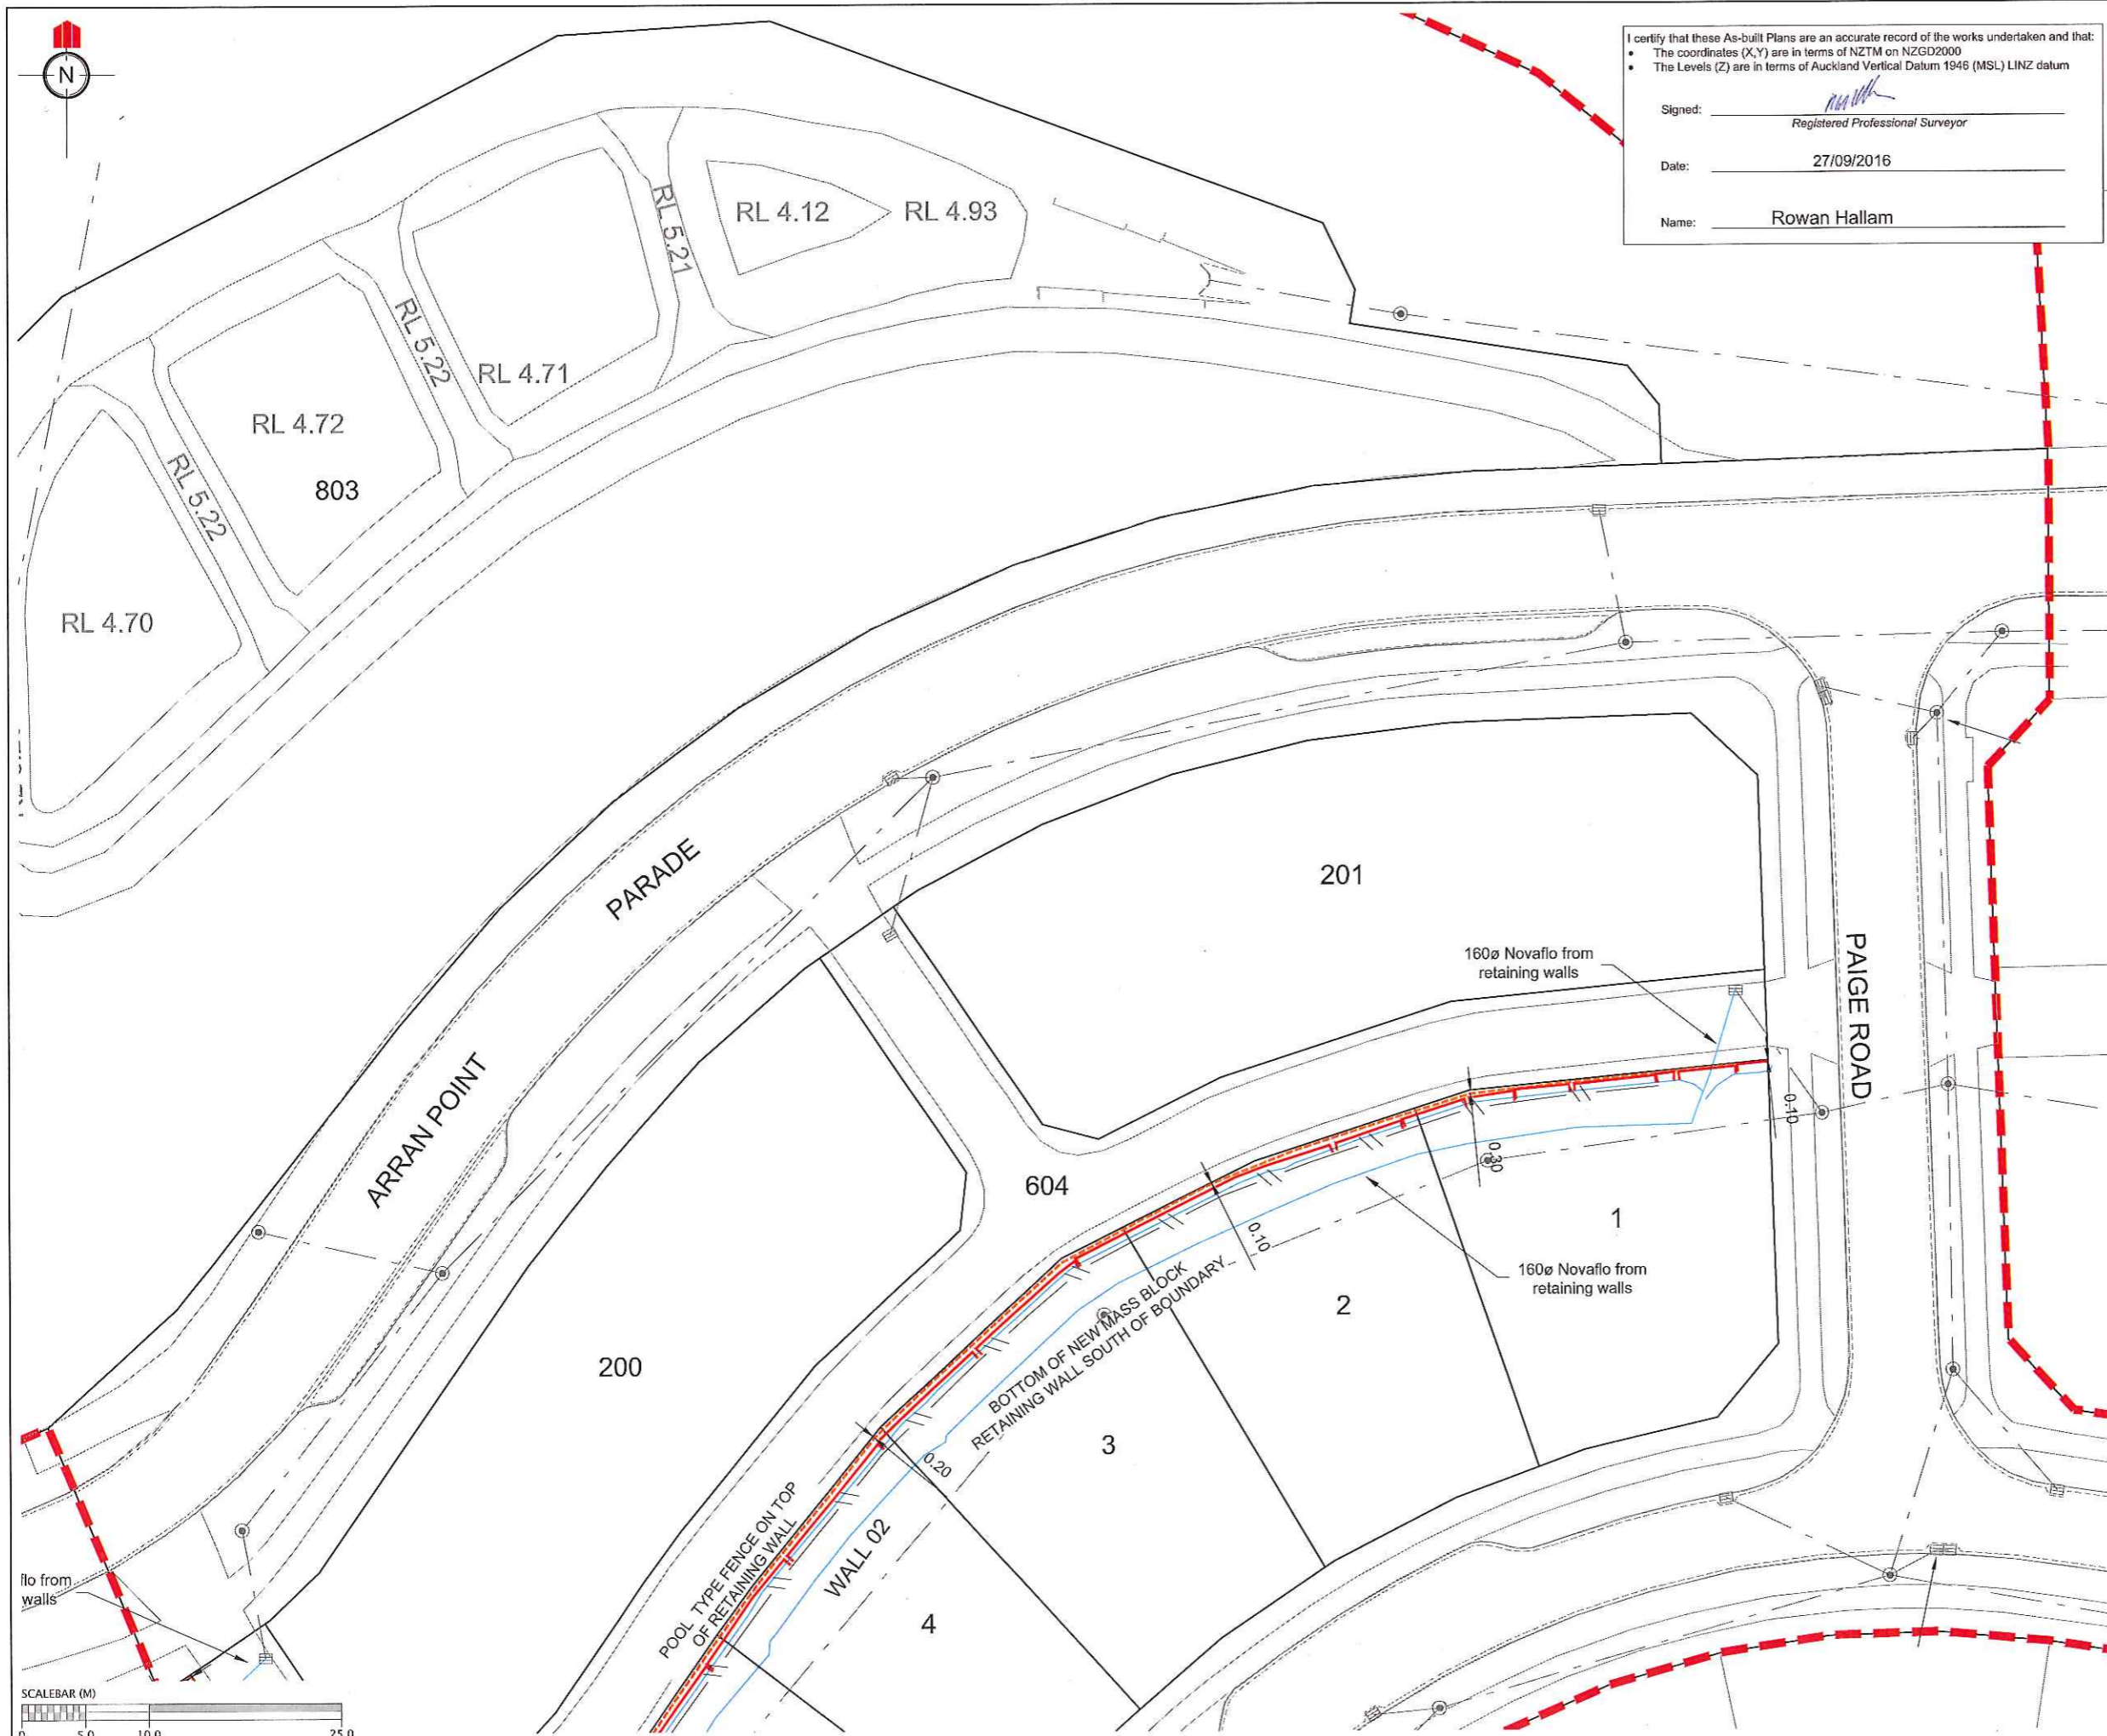 N
I certify that these As-built Plans are an accurate record of the works undertaken and that:
• The coordinates (X,Y) are in terms of NZTM on NZGD2000
• The Levels (Z) are in terms of Auckland Vertical Datum 1946 (MSL) LINZ datum
Signed:
Registered Professional Surveyor
Date: 27/09/2016
Name: Rowan Hallam
RL 4.12
RL 4.93
RL 5.21
RL 5.22
RL 4.71
RL 4.72
803
RL 5.22
RL 4.70
PARADE
ARRAN POINT
201
160ø Novaflo from
retaining walls
PAIGE ROAD
0.10
0.30
604
1
0.10
160ø Novaflo from
retaining walls
2
BOTTOM OF NEW MASS BLOCK
RETAINING WALL SOUTH OF BOUNDARY
200
3
0.20
POOL TYPE FENCE ON TOP
OF RETAINING WALL
WALL 02
4
flo from
walls
SCALEBAR (M)
0 5.0 10.0 25.0